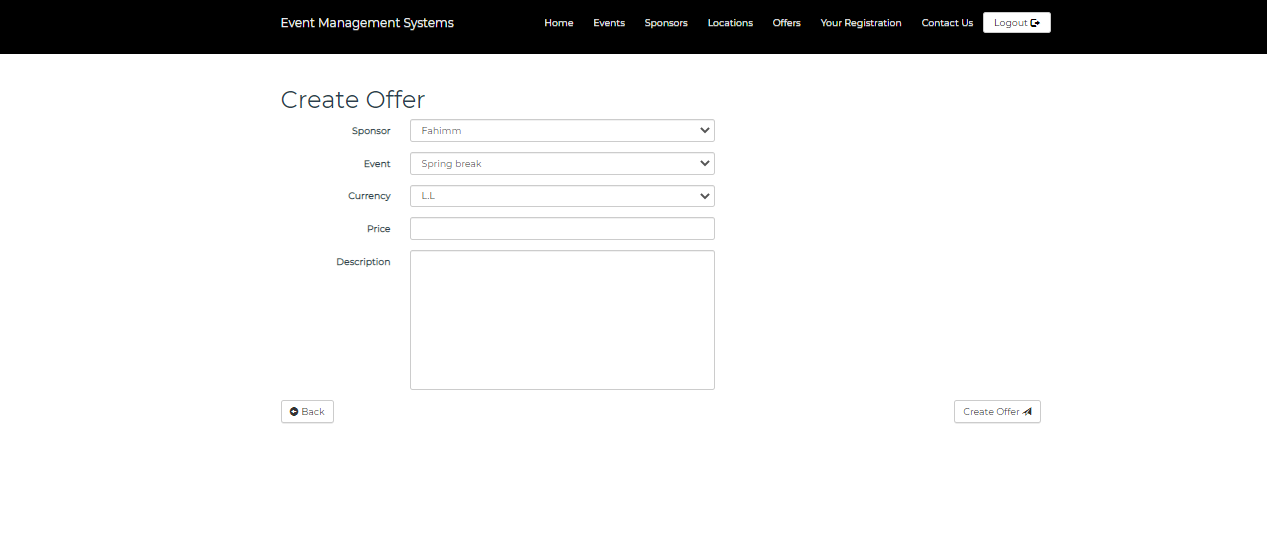 Event Management Systems Home Events Sponsors Locations Offers Your Registration Contact Us Logout
Create Offer
Sponsor Fahimm
Event Spring break
Currency L.L
Price
Description
Back Create Offer